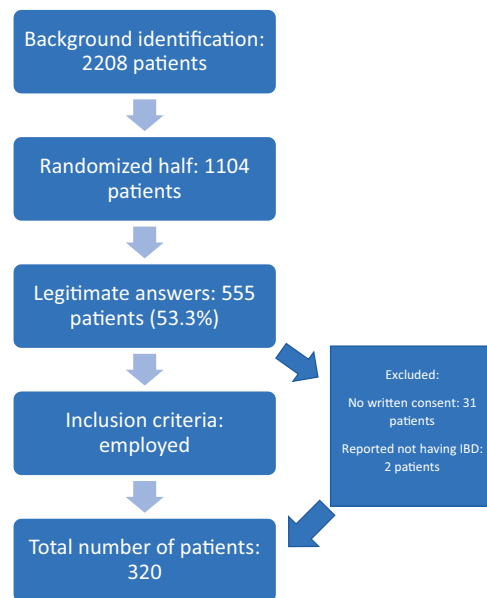 Background identification:
2208 patients
Randomized half: 1104
patients
Legitimate answers: 555
patients (53.3%)
Excluded:
No written consent: 31
patients
Reported not having IBD:
2 patients
Inclusion criteria:
employed
Total number of patients:
320